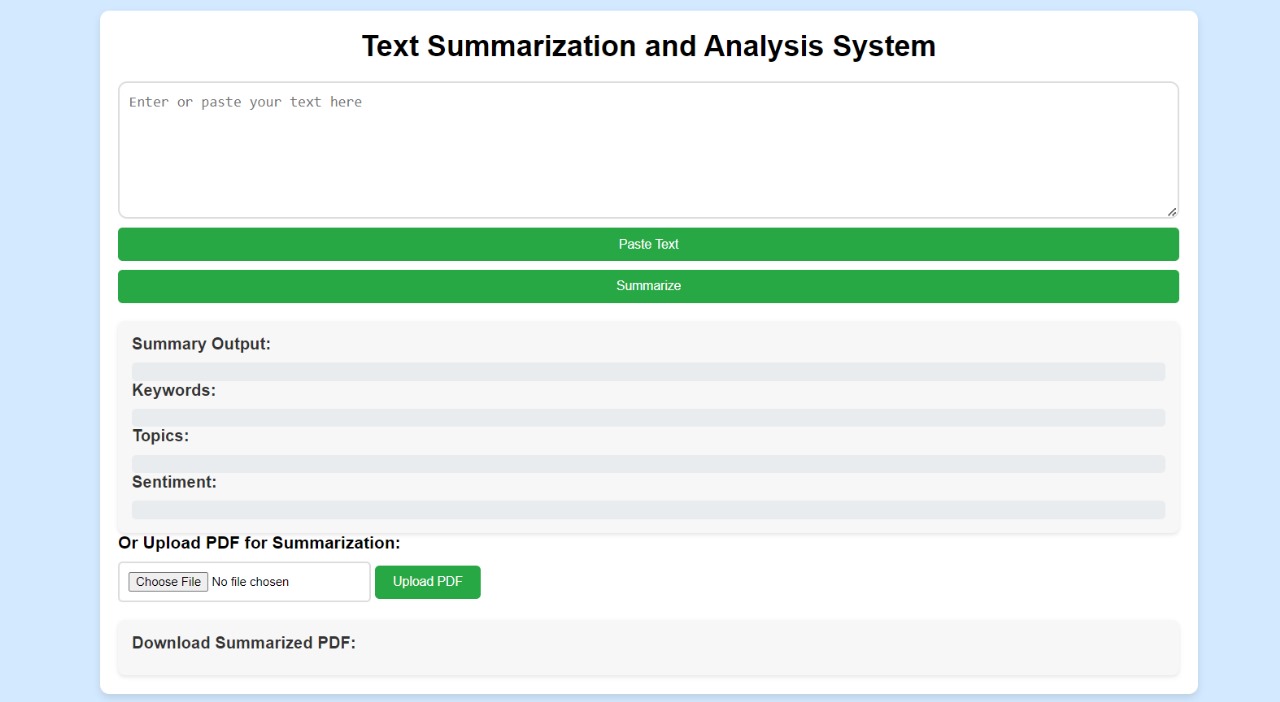 Text Summarization and Analysis System
Enter or paste your text here
Paste Text
Summarize
Summary Output:
Keywords:
Topics:
Sentiment:
Or Upload PDF for Summarization:
Choose File No file chosen Upload PDF
Download Summarized PDF: